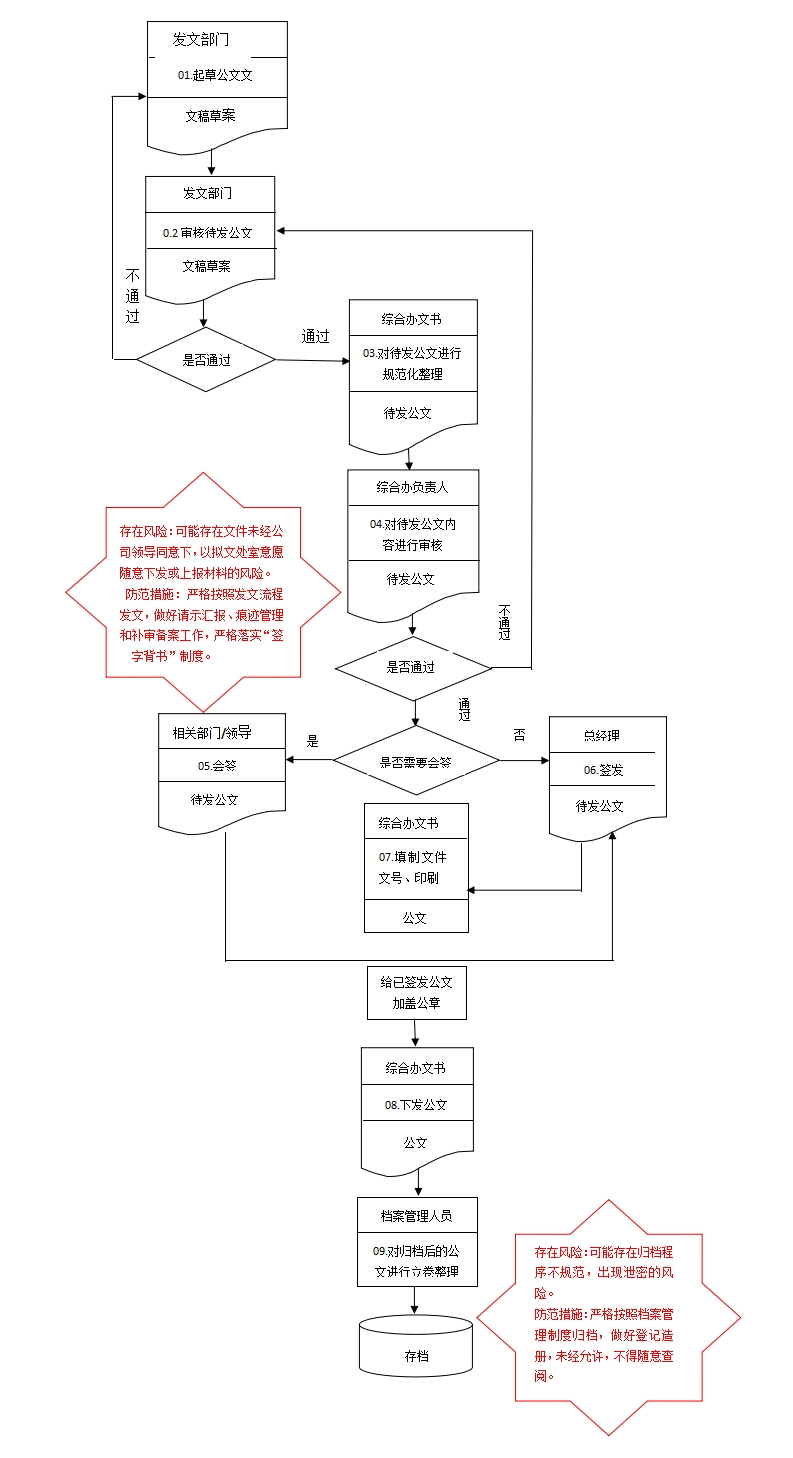 发文部门
01.起草公文文
文稿草案
发文部门
0.2 审核待发公文
文稿草案
不通过
是否通过
通过
综合办文书
03.对待发公文进行
规范化整理
待发公文
综合办负责人
04.对待发公文内
容进行审核
待发公文
存在风险:可能存在文件未经公
司领导同意下,以拟文处室意愿
随意下发或上报材料的风险。
防范措施: 严格按照发文流程
发文,做好请示汇报、痕迹管理
和补审备案工作,严格落实“签
字背书”制度。
不通过
是否通过
通过
相关部门/领导
05.会签
待发公文
是
是否需要会签
否
总经理
06.签发
待发公文
综合办文书
07.填制文件
文号、印刷
公文
给已签发公文
加盖公章
综合办文书
08.下发公文
公文
档案管理人员
09.对归档后的公
文进行立卷整理
存档
存在风险:可能存在归档程
序不规范,出现泄密的风
险。
防范措施:严格按照档案管
理制度归档,做好登记造
册,未经允许,不得随意查
阅。